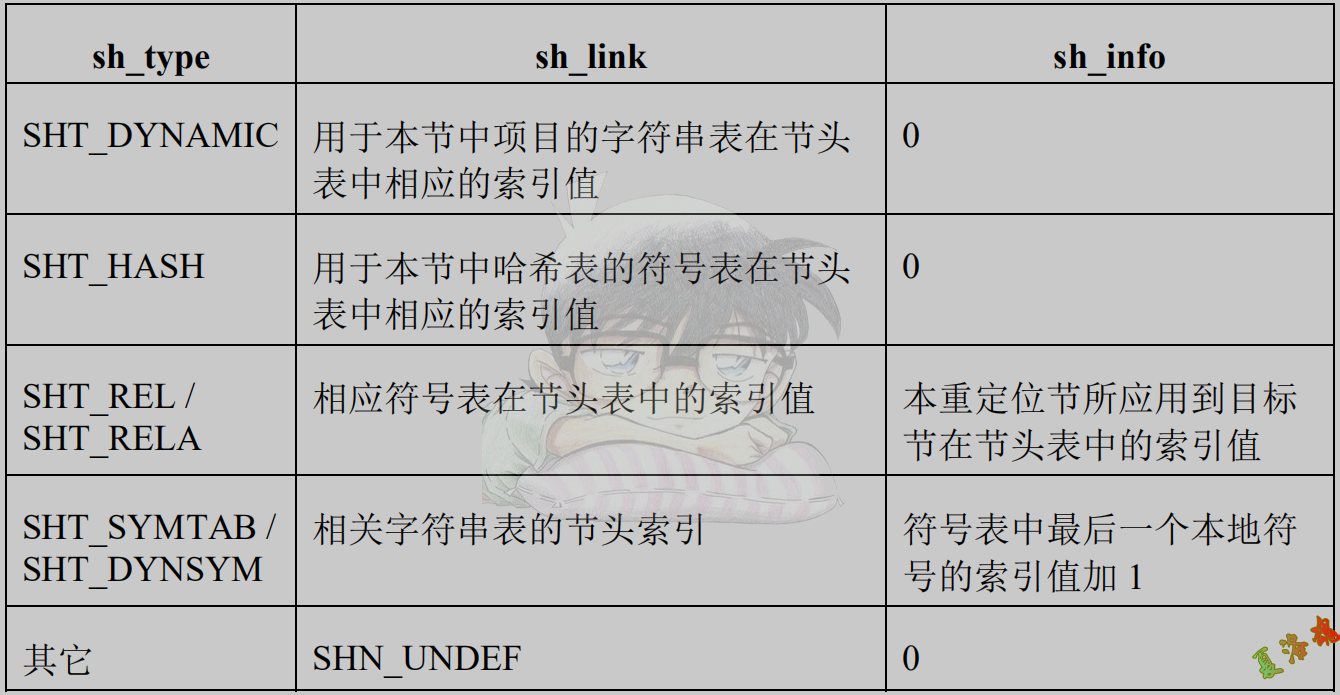 sh_type sh_link sh_info
SHT_DYNAMIC 用于本节中项目的字符串表在节头 0
表中相应的索引值
SHT_HASH 用于本节中哈希表的符号表在节头 0
表中相应的索引值
SHT_REL / 相应符号表在节头表中的索引值 本重定位节所应用到目标
SHT_RELA 节在节头表中的索引值
SHT_SYMTAB / 相关字符串表的节头索引 符号表中最后一个本地符
SHT_DYNSYM 号的索引值加 1
其它 SHN_UNDEF 0